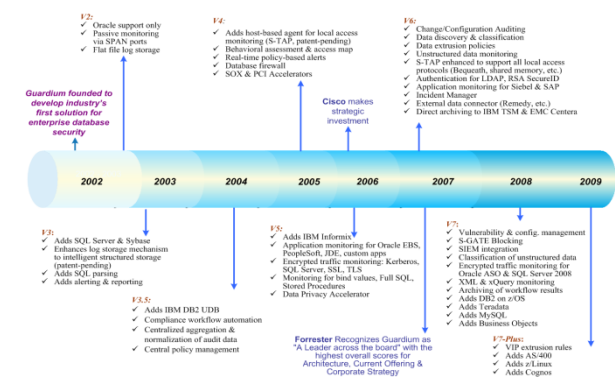 V2:
✓ Oracle support only
✓ Passive monitoring
via SPAN ports
✓ Flat file log storage
Guardium founded to
develop industry's
first solution for
enterprise database
security
V4:
✓ Adds host-based agent for local access
monitoring (S-TAP, patent-pending)
✓ Behavioral assessment & access map
✓ Real-time policy-based alerts
✓ Database firewall
✓ SOX & PCI Accelerators
Cisco makes
strategic
investment
V6:
✓ Change/Configuration Auditing
✓ Data discovery & classification
✓ Data extrusion policies
✓ Unstructured data monitoring
✓ S-TAP enhanced to support all local access
protocols (Bequeath, shared memory, etc.)
✓ Authentication for LDAP, RSA SecureID
✓ Application monitoring for Siebel & SAP
✓ Incident Manager
✓ External data connector (Remedy, etc.)
✓ Direct archiving to IBM TSM & EMC Centera
2002
2003
2004
2005
2006
2007
2008
2009
V3:
✓ Adds SQL Server & Sybase
✓ Enhances log storage mechanism
to intelligent structured storage
(patent-pending)
✓ Adds SQL parsing
✓ Adds alerting & reporting
V3.5:
✓ Adds IBM DB2 UDB
✓ Compliance workflow automation
✓ Centralized aggregation &
normalization of audit data
✓ Central policy management
V5:
✓ Adds IBM Informix
✓ Application monitoring for Oracle EBS,
PeopleSoft, JDE, custom apps
✓ Encrypted traffic monitoring: Kerberos,
SQL Server, SSL, TLS
✓ Monitoring for bind values, Full SQL,
Stored Procedures
✓ Data Privacy Accelerator
Forrester Recognizes Guardium as
"A Leader across the board" with the
highest overall scores for
Architecture, Current Offering &
Corporate Strategy
V7:
✓ Vulnerability & config. management
✓ S-GATE Blocking
✓ SIEM integration
✓ Classification of unstructured data
✓ Encrypted traffic monitoring for
Oracle ASO & SQL Server 2008
✓ XML & xQuery monitoring
✓ Archiving of workflow results
✓ Adds DB2 on z/OS
✓ Adds Teradata
✓ Adds MySQL
✓ Adds Business Objects
V7-Plus:
✓ VIP extrusion rules
✓ Adds AS/400
✓ Adds z/Linux
✓ Adds Cognos